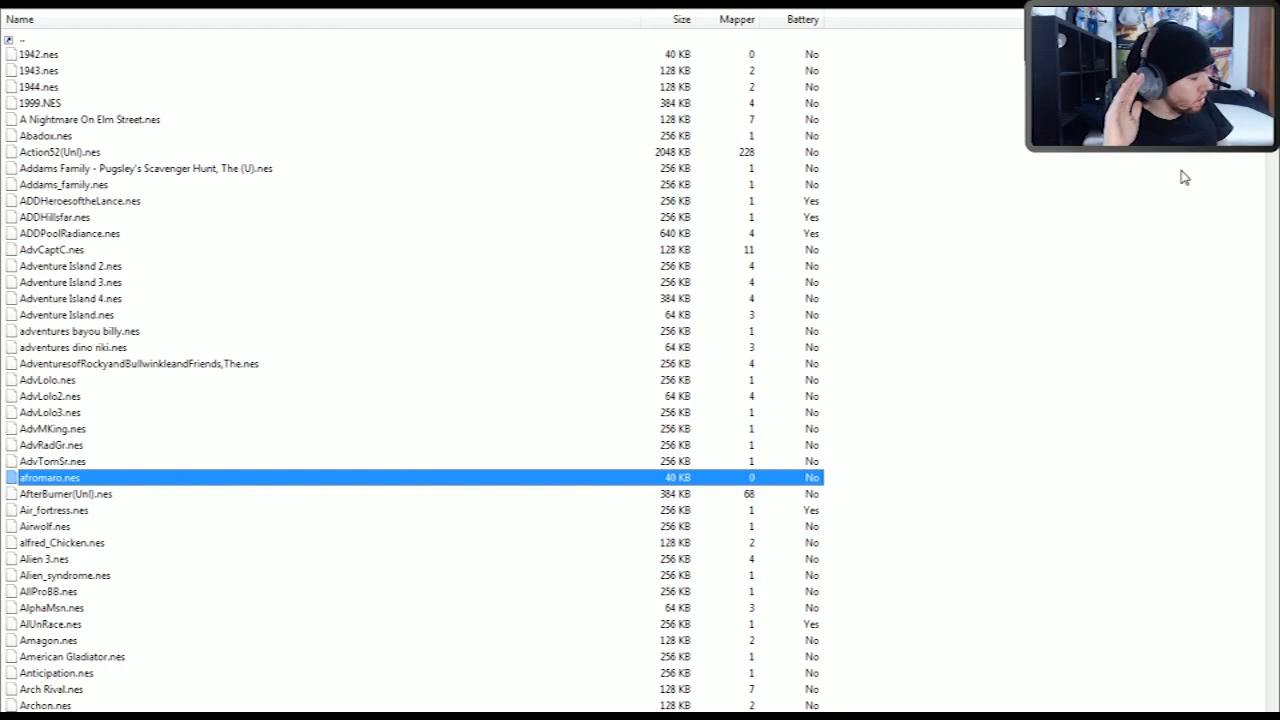 Name Size Mapper Battery
..
1942.nes 40 KB 0 No
1943.nes 128 KB 2 No
1944.nes 128 KB 2 No
1999.NES 384 KB 4 No
A Nightmare On Elm Street.nes 128 KB 7 No
Abadox.nes 256 KB 1 No
Action52(Unl).nes 2048 KB 228 No
Addams Family - Pugsley's Scavenger Hunt, The (U).nes 256 KB 1 No
Addams_family.nes 256 KB 1 No
ADDHeroesoftheLance.nes 256 KB 1 Yes
ADDHillsfar.nes 256 KB 1 Yes
ADDPoolRadiance.nes 640 KB 4 Yes
AdvCaptC.nes 128 KB 11 No
Adventure Island 2.nes 256 KB 4 No
Adventure Island 3.nes 256 KB 4 No
Adventure Island 4.nes 384 KB 4 No
Adventure Island.nes 64 KB 3 No
adventures bayou billy.nes 256 KB 1 No
adventures dino riki.nes 64 KB 3 No
AdventuresofRockyandBullwinkleandFriends,The.nes 256 KB 4 No
AdvLolo.nes 256 KB 1 No
AdvLolo2.nes 64 KB 4 No
AdvLolo3.nes 256 KB 1 No
AdvMKing.nes 256 KB 1 No
AdvRadGr.nes 256 KB 1 No
AdvTomSr.nes 256 KB 1 No
afromaro.nes 40 KB 0 No
AfterBurner(Unl).nes 384 KB 68 No
Air_fortress.nes 256 KB 1 Yes
Airwolf.nes 256 KB 1 No
alfred_Chicken.nes 128 KB 2 No
Alien 3.nes 256 KB 4 No
Alien_syndrome.nes 256 KB 1 No
AllProBB.nes 256 KB 1 No
AlphaMsn.nes 64 KB 3 No
AlUnRace.nes 256 KB 1 Yes
Amagon.nes 128 KB 2 No
American Gladiator.nes 256 KB 1 No
Anticipation.nes 256 KB 1 No
Arch Rival.nes 128 KB 7 No
Archon.nes 128 KB 2 No